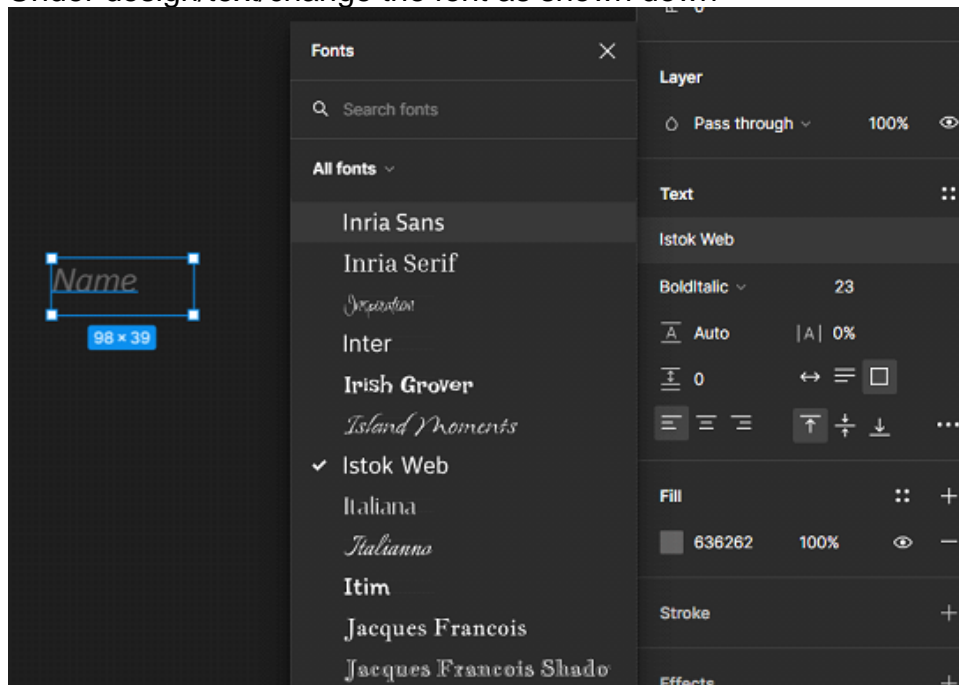 Under design/text/change the font as shown down
Fonts
Search fonts
All fonts
Inria Sans
Inria Serif
Inspiration
Inter
Irish Grover
Island Moments
Istok Web
Italiana
Italianno
Itim
Jacques Francois
Jacques Francois Shado
Name
98 × 39
Layer
Pass through 100%
Text
Istok Web
BoldItalic 23
A Auto |A| 0%
0
Fill
636262 100%
Stroke
Effects